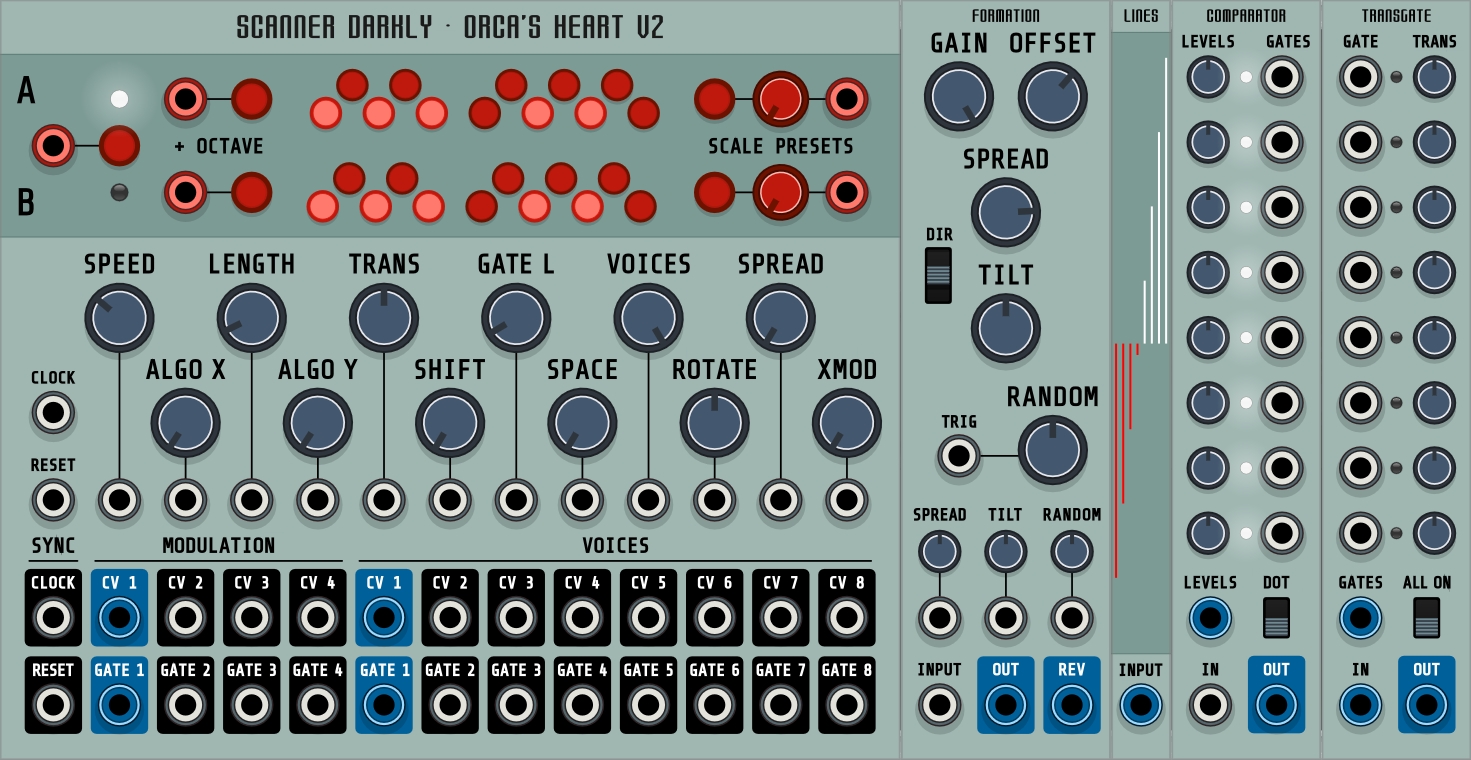 SCANNER DARKLY · ORCA'S HEART V2
A
+ OCTAVE
SCALE PRESETS
B
SPEED LENGTH TRANS GATE L VOICES SPREAD
ALGO X ALGO Y SHIFT SPACE ROTATE XMOD
CLOCK
RESET
SYNC MODULATION VOICES
CLOCK CV 1 CV 2 CV 3 CV 4 CV 1 CV 2 CV 3 CV 4 CV 5 CV 6 CV 7 CV 8
RESET GATE 1 GATE 2 GATE 3 GATE 4 GATE 1 GATE 2 GATE 3 GATE 4 GATE 5 GATE 6 GATE 7 GATE 8
FORMATION
GAIN OFFSET
SPREAD
DIR
TILT
RANDOM
TRIG
SPREAD TILT RANDOM
INPUT OUT REV
LINES
INPUT
COMPARATOR
LEVELS GATES
LEVELS DOT
IN OUT
TRANSGATE
GATE TRANS
GATES ALL ON
IN OUT